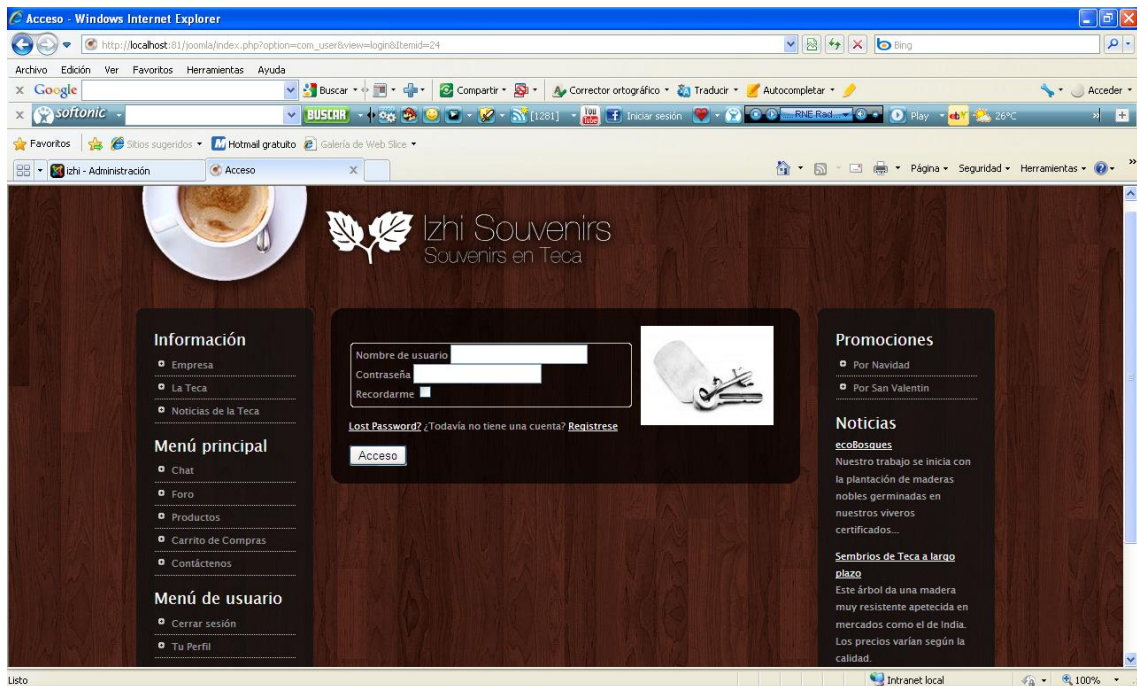 Acceso - Windows Internet Explorer
http://localhost:81/joomla/index.php?option=com_user&view=login&Itemid=24
Bing
Archivo Edición Ver Favoritos Herramientas Ayuda
Google Buscar Compartir Corrector ortográfico Traducir Autocompletar Acceder
softonic BUSCAR [1281] You Tube Iniciar sesión .....RNE Rad... Play ebY 26°C
Favoritos Sitios sugeridos Hotmail gratuito Galería de Web Slice
izhi - Administración Acceso Página Seguridad Herramientas
Izhi Souvenirs
Souvenirs en Teca
Información
Empresa
La Teca
Noticias de la Teca
Menú principal
Chat
Foro
Productos
Carrito de Compras
Contáctenos
Menú de usuario
Cerrar sesión
Tu Perfil
Nombre de usuario
Contraseña
Recordarme
Lost Password? ¿Todavía no tiene una cuenta? Regístrese
Acceso
Promociones
Por Navidad
Por San Valentin
Noticias
ecoBosques
Nuestro trabajo se inicia con
la plantación de maderas
nobles germinadas en
nuestros viveros
certificados...
Sembrios de Teca a largo
plazo
Este árbol da una madera
muy resistente apetecida en
mercados como el de India.
Los precios varían según la
calidad.
Listo Intranet local 100%